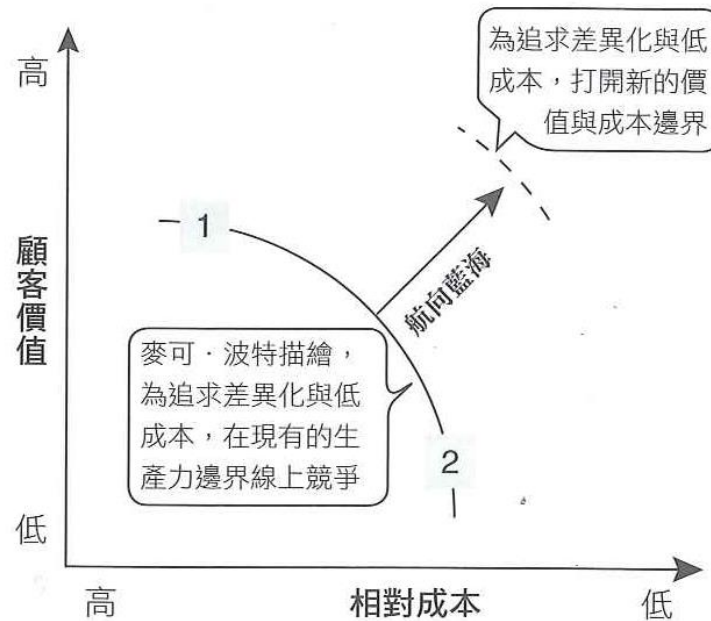 為追求差異化與低
成本，打開新的價
值與成本邊界
高
1
顧客價值
航向藍海
麥可．波特描繪，
為追求差異化與低
成本，在現有的生
產力邊界線上競爭
2
低
高
相對成本
低